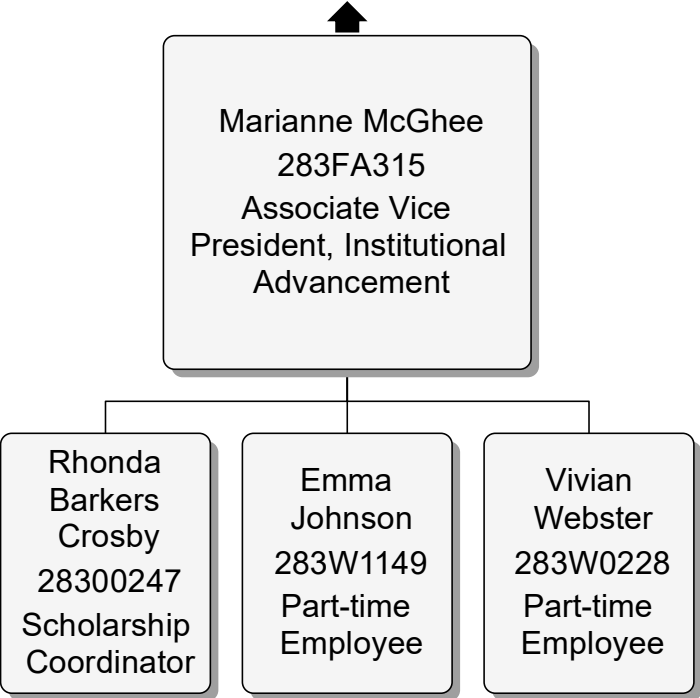 Marianne McGhee
283FA315
Associate Vice
President, Institutional
Advancement
Rhonda
Barkers
Crosby
28300247
Scholarship
Coordinator
Emma
Johnson
283W1149
Part-time
Employee
Vivian
Webster
283W0228
Part-time
Employee